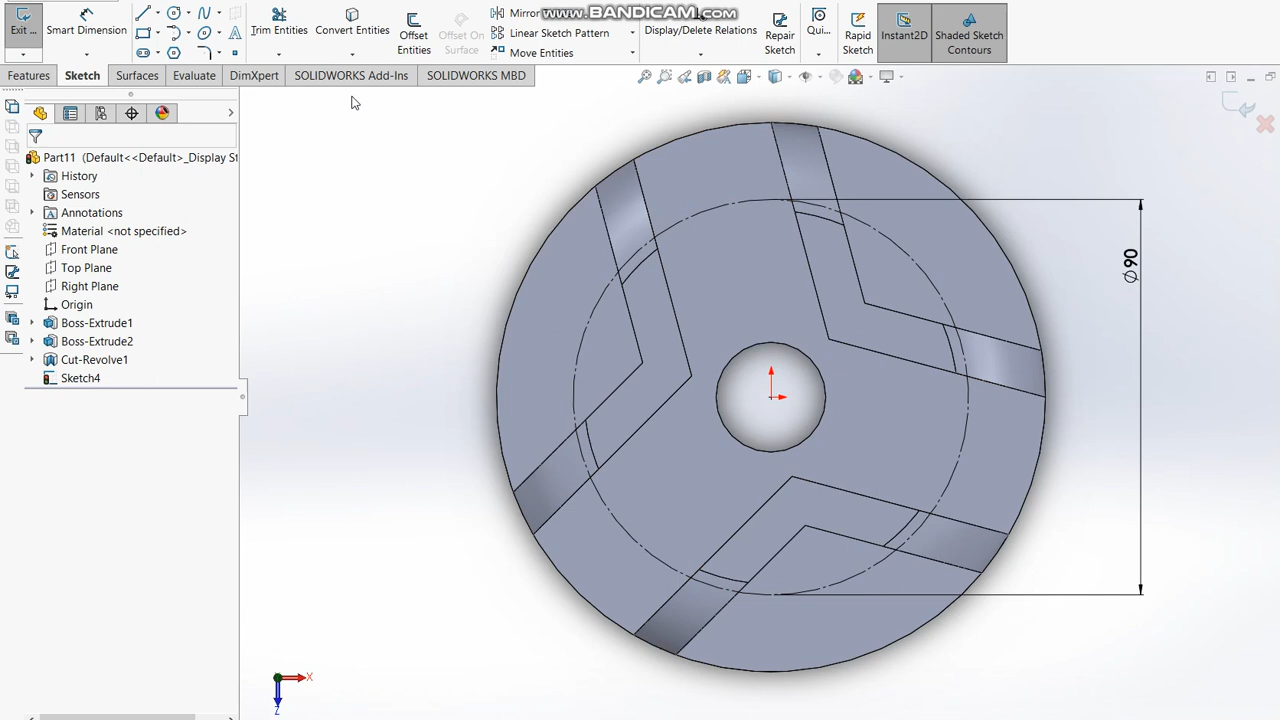 Mirror
www.BANDICAM.com
Exit ...
Smart Dimension
Trim Entities
Convert Entities
Offset
Entities
Offset On
Surface
Linear Sketch Pattern
Move Entities
Display/Delete Relations
Repair
Sketch
Qui...
Rapid
Sketch
Instant2D
Shaded Sketch
Contours
Features
Sketch
Surfaces
Evaluate
DimXpert
SOLIDWORKS Add-Ins
SOLIDWORKS MBD
Part11 (Default<<Default>_Display St
History
Sensors
Annotations
Material <not specified>
Front Plane
Top Plane
Right Plane
Origin
Boss-Extrude1
Boss-Extrude2
Cut-Revolve1
Sketch4
∅90
X
Z